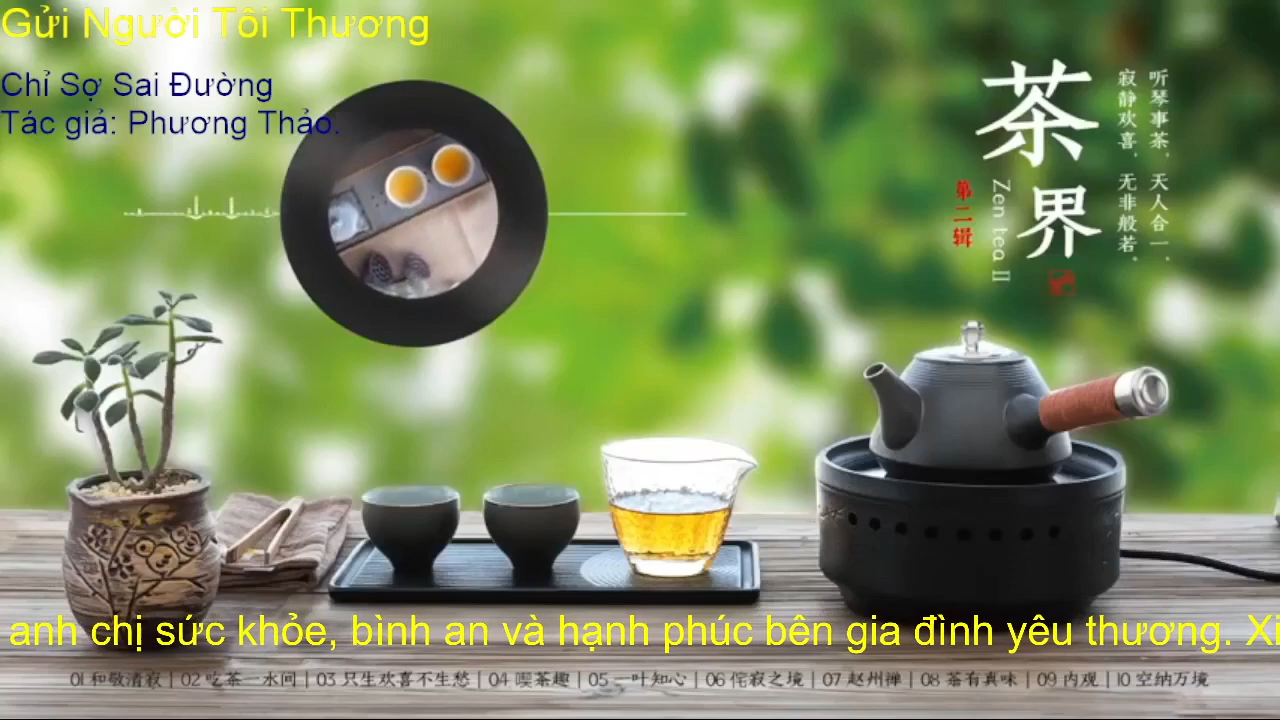 Gửi Người Tôi Thương
Chỉ Sợ Sai Đường
Tác giả: Phương Thảo.
茶界
Zen tea II
第二辑
听琴事茶，天人合一，
寂静欢喜，无非般若。
anh chị sức khỏe, bình an và hạnh phúc bên gia đình yêu thương. Xi
01 和敬清寂 | 02 吃茶一水间 | 03 只生欢喜不生愁 | 04 喫茶趣 | 05 一叶知心 | 06 侘寂之境 | 07 赵州禅 | 08 茶有真味 | 09 内观 | 10 空纳万境